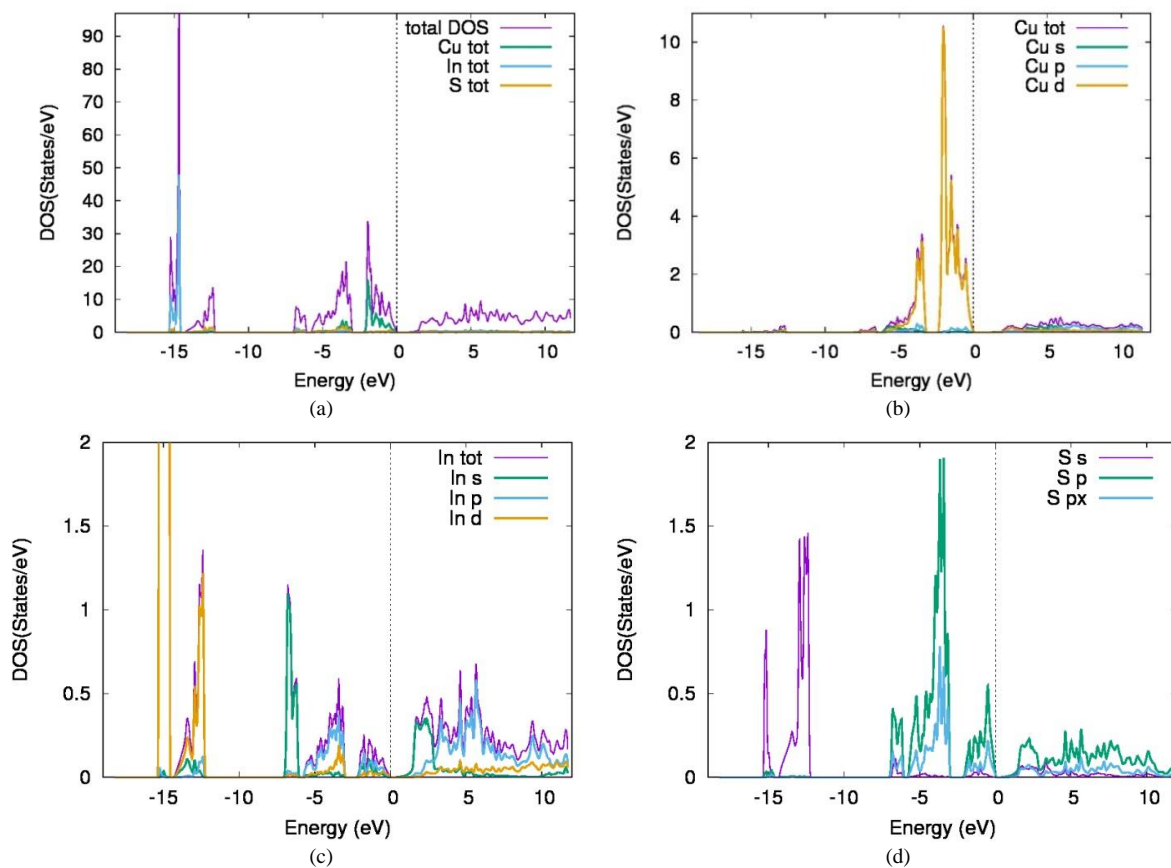 total DOS
Cu tot
In tot
S tot
90
80
70
60
50
40
30
20
10
0
DOS(States/eV)
-15 -10 -5 0 5 10
Energy (eV)
(a)
Cu tot
Cu s
Cu p
Cu d
10
8
6
4
2
0
DOS(States/eV)
-15 -10 -5 0 5 10
Energy (eV)
(b)
In tot
In s
In p
In d
2
1.5
1
0.5
0
DOS(States/eV)
-15 -10 -5 0 5 10
Energy (eV)
(c)
S s
S p
S px
2
1.5
1
0.5
0
DOS(States/eV)
-15 -10 -5 0 5 10
Energy (eV)
(d)